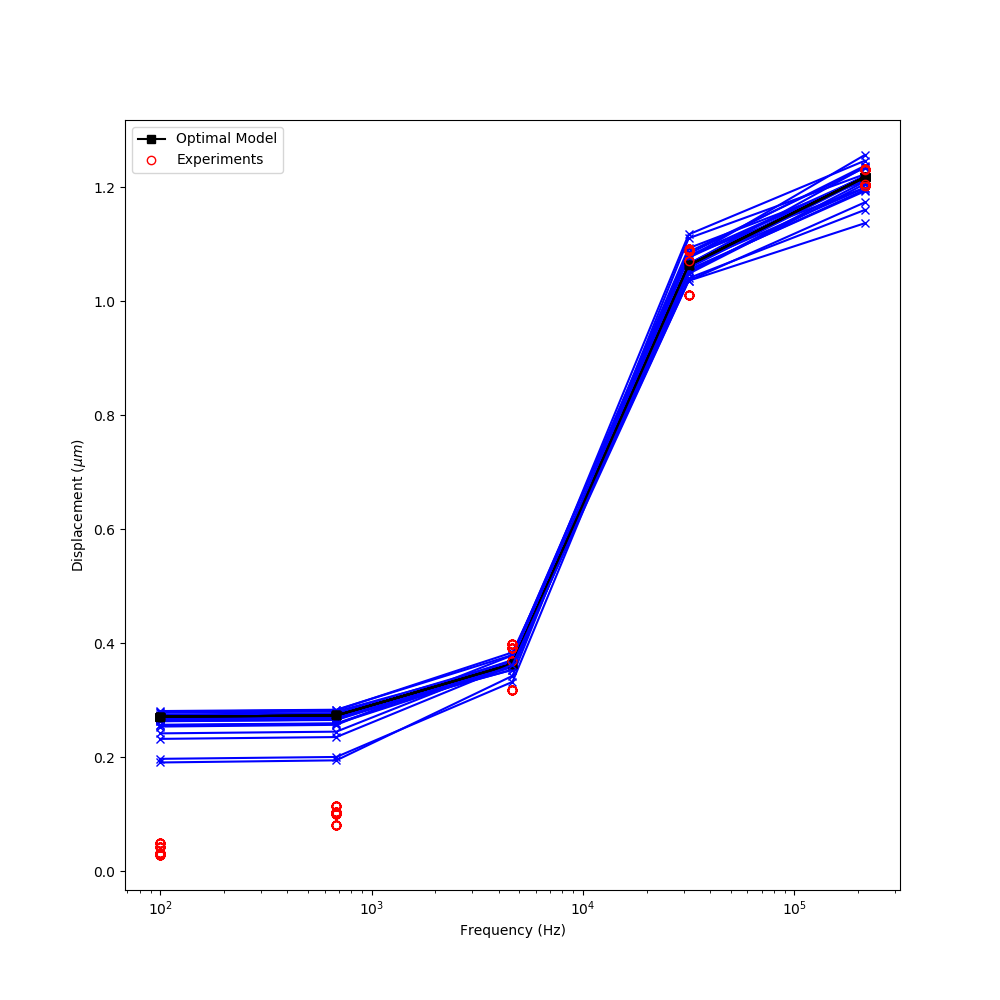 Optimal Model
Experiments
1.2
1.0
0.8
0.6
0.4
0.2
0.0
Displacement (μm)
10²
10³
10⁴
10⁵
Frequency (Hz)